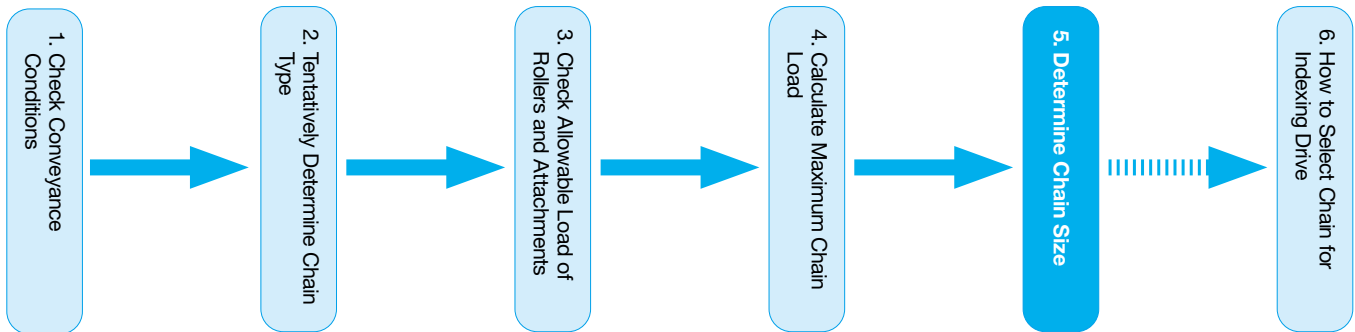 1. Check Conveyance
Conditions
2. Tentatively Determine Chain
Type
3. Check Allowable Load of
Rollers and Attachments
4. Calculate Maximum Chain
Load
5. Determine Chain Size
6. How to Select Chain for
Indexing Drive